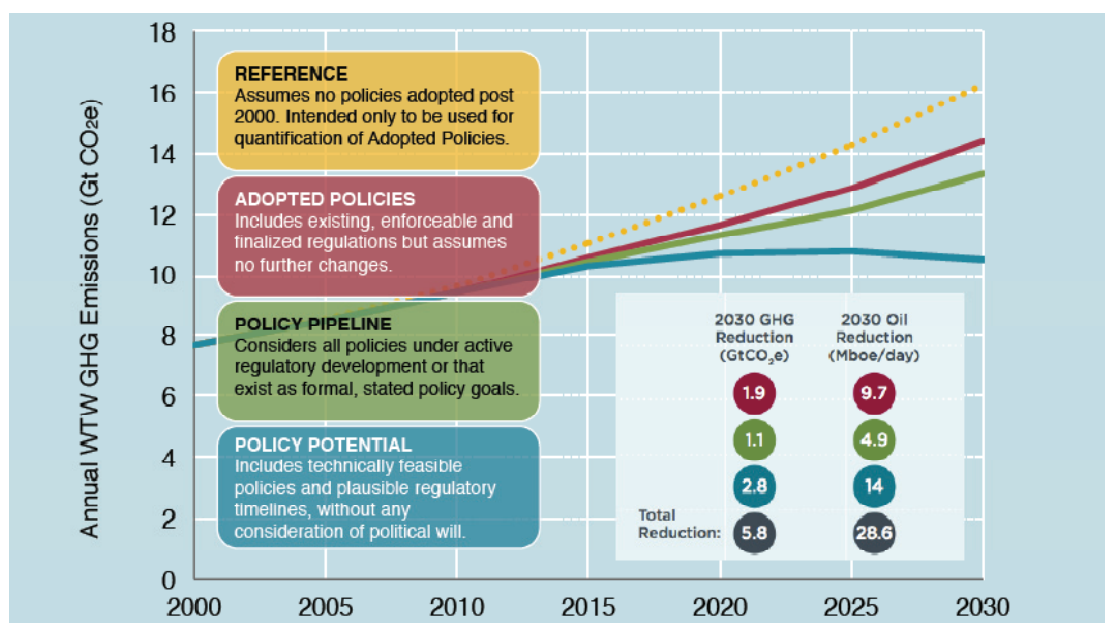 Annual WTW GHG Emissions (Gt CO2e)
18
16
14
12
10
8
6
4
2
0
REFERENCE
Assumes no policies adopted post
2000. Intended only to be used for
quantification of Adopted Policies.
ADOPTED POLICIES
Includes existing, enforceable and
finalized regulations but assumes
no further changes.
POLICY PIPELINE
Considers all policies under active
regulatory development or that
exist as formal, stated policy goals.
POLICY POTENTIAL
Includes technically feasible
policies and plausible regulatory
timelines, without any
consideration of political will.
2030 GHG
Reduction
(GtCO2e)
2030 Oil
Reduction
(Mboe/day)
1.9 9.7
1.1 4.9
2.8 14
Total
Reduction: 5.8 28.6
2000 2005 2010 2015 2020 2025 2030